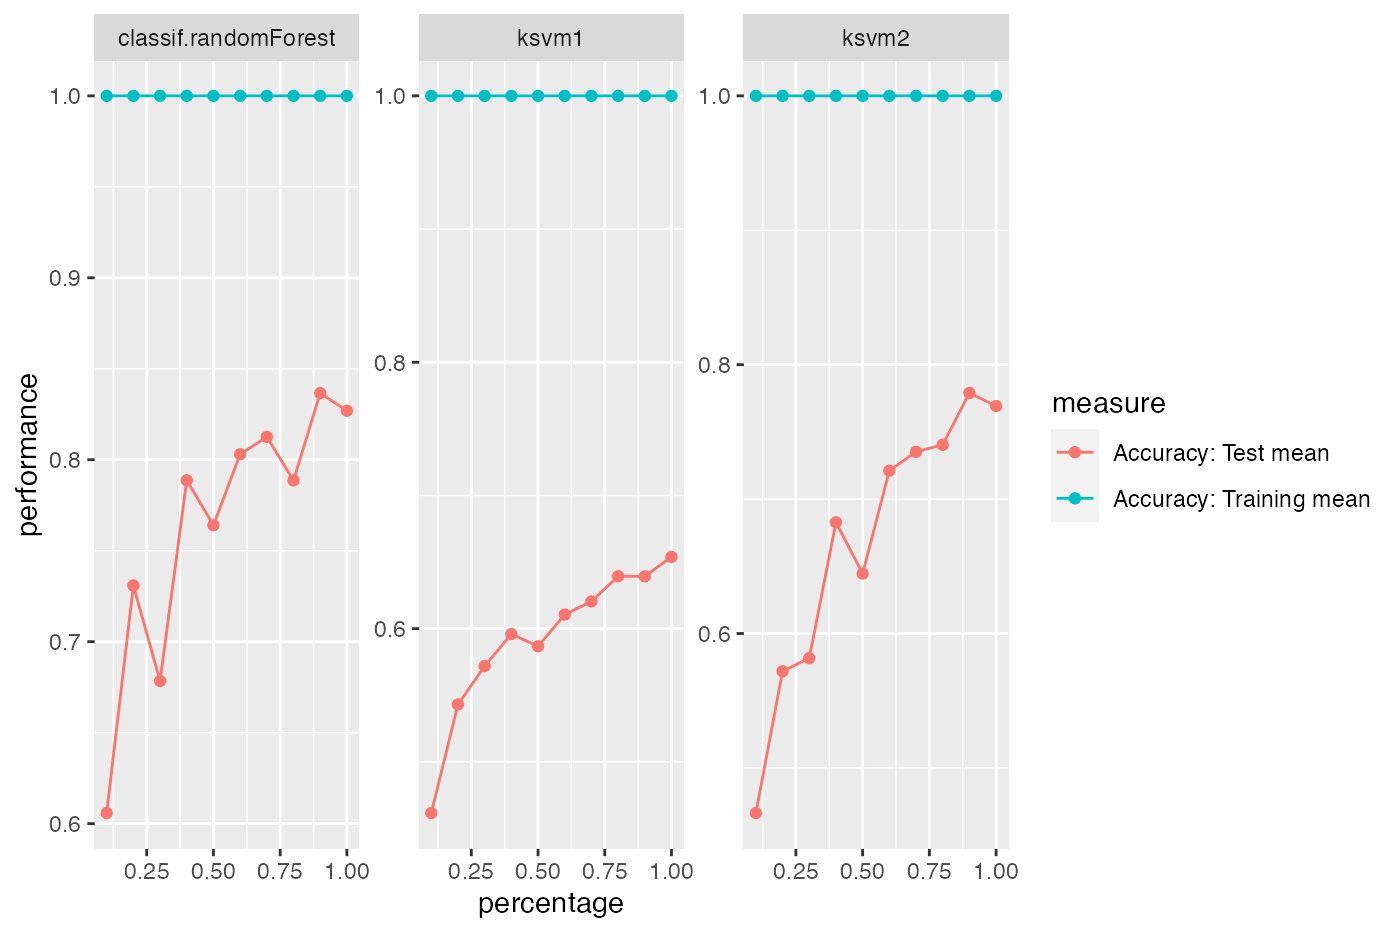 classif.randomForest ksvm1 ksvm2
1.0 1.0 1.0
0.9
0.8 0.8 0.8
0.7
0.6 0.6 0.6
0.25 0.50 0.75 1.00 0.25 0.50 0.75 1.00 0.25 0.50 0.75 1.00
percentage
performance
measure
Accuracy: Test mean
Accuracy: Training mean